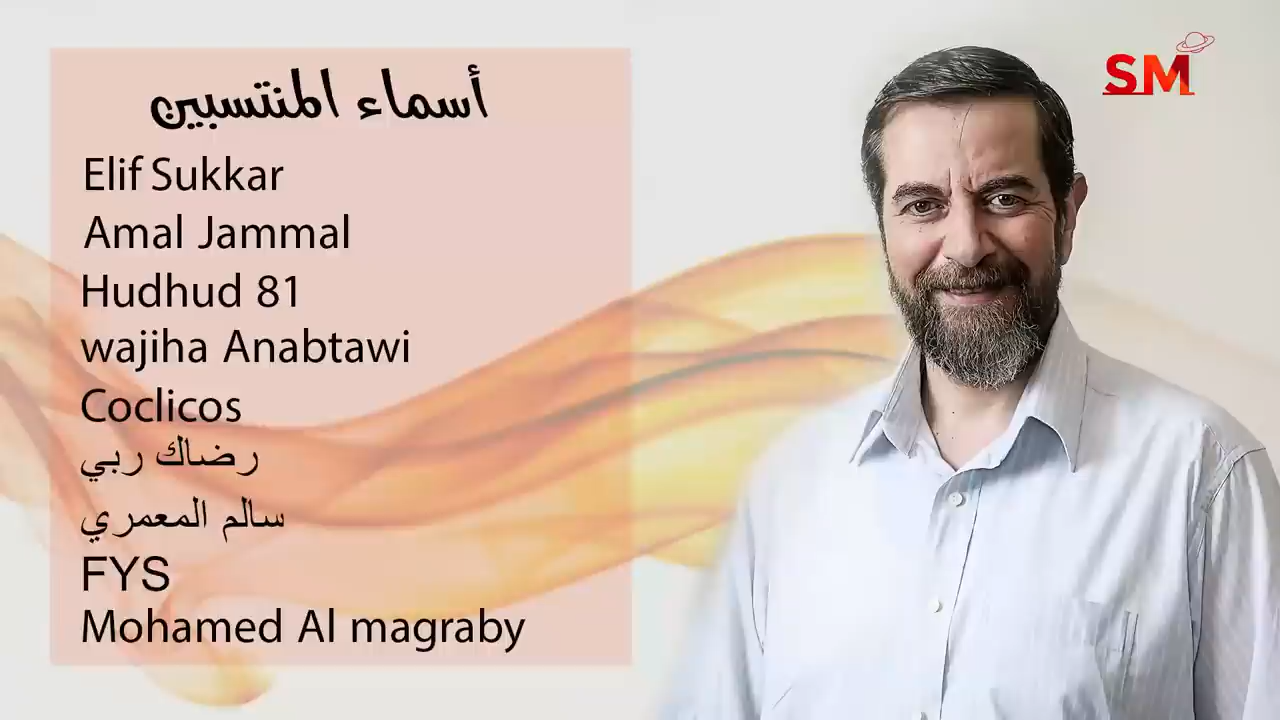 أسماء المنتسبين
Elif Sukkar
Amal Jammal
Hudhud 81
wajiha Anabtawi
Coclicos
رضاك ربي
سالم المعمري
FYS
Mohamed Al magraby
SM